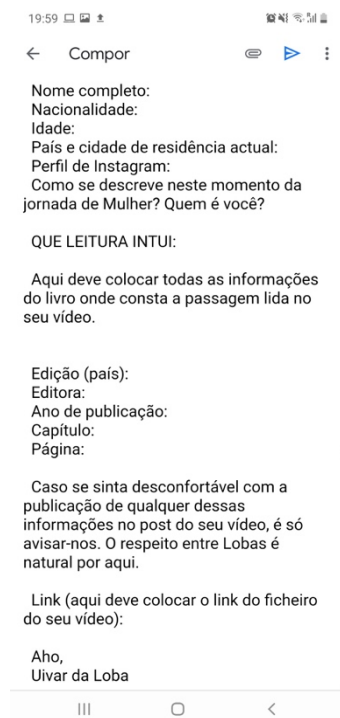 19:59
Compor
Nome completo:
Nacionalidade:
Idade:
País e cidade de residência actual:
Perfil de Instagram:
Como se descreve neste momento da
jornada de Mulher? Quem é você?
QUE LEITURA INTUI:
Aqui deve colocar todas as informações
do livro onde consta a passagem lida no
seu vídeo.
Edição (país):
Editora:
Ano de publicação:
Capítulo:
Página:
Caso se sinta desconfortável com a
publicação de qualquer dessas
informações no post do seu vídeo, é só
avisar-nos. O respeito entre Lobas é
natural por aqui.
Link (aqui deve colocar o link do ficheiro
do seu vídeo):
Aho,
Uivar da Loba